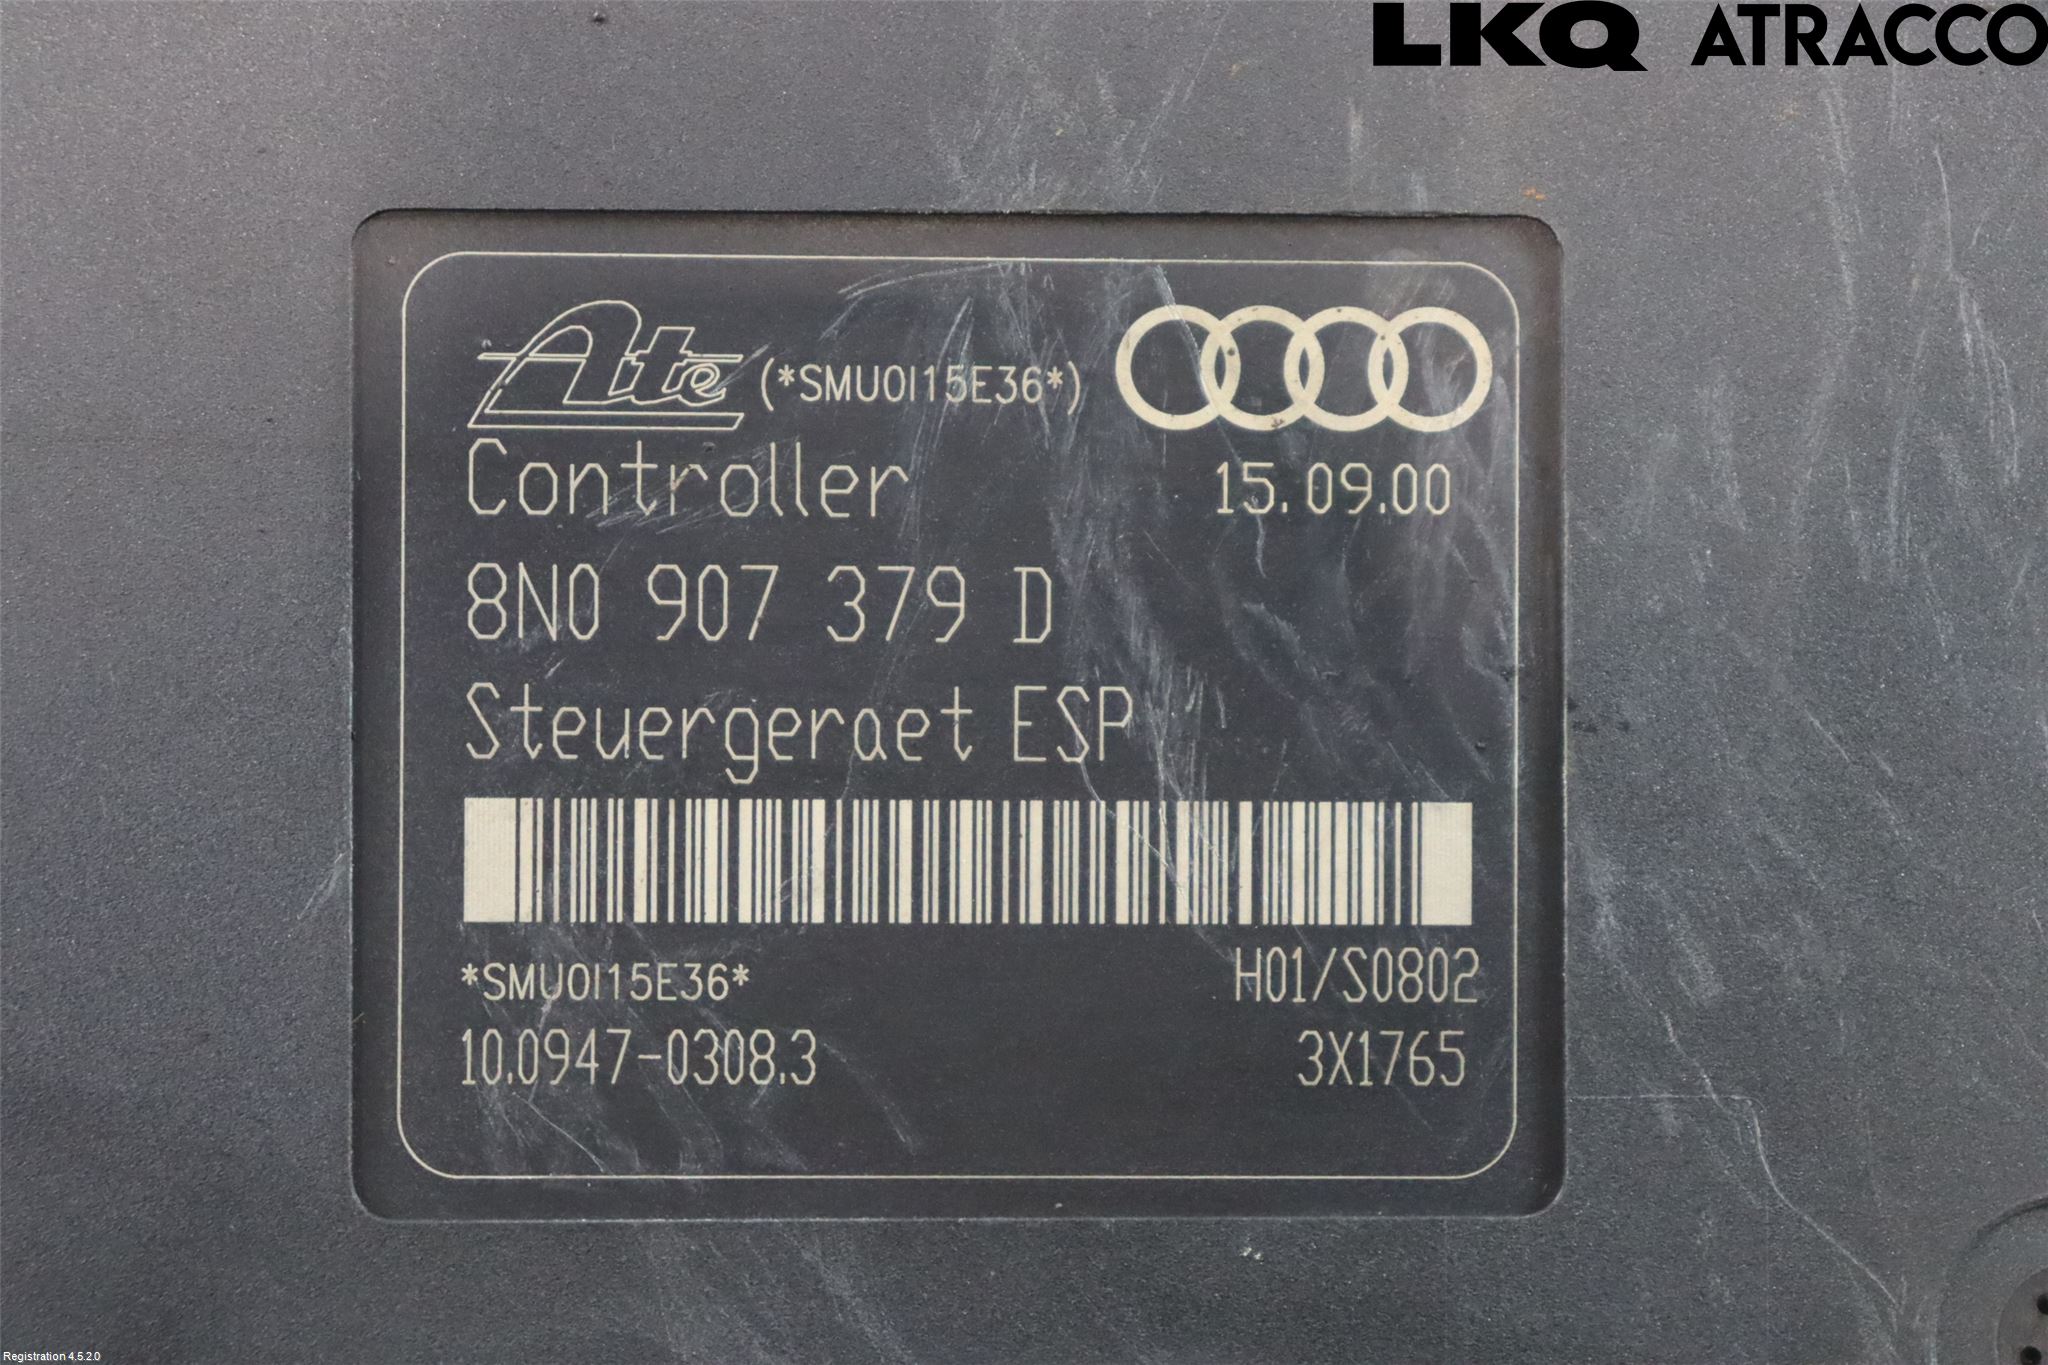 LKQ ATRACCO
Ate (*SMU0I15E36*)
Controller 15.09.00
8N0 907 379 D
Steuergeraet ESP
*SMU0I15E36* H01/S0802
10.0947-0308.3 3X1765
Registration 4.5.2.0